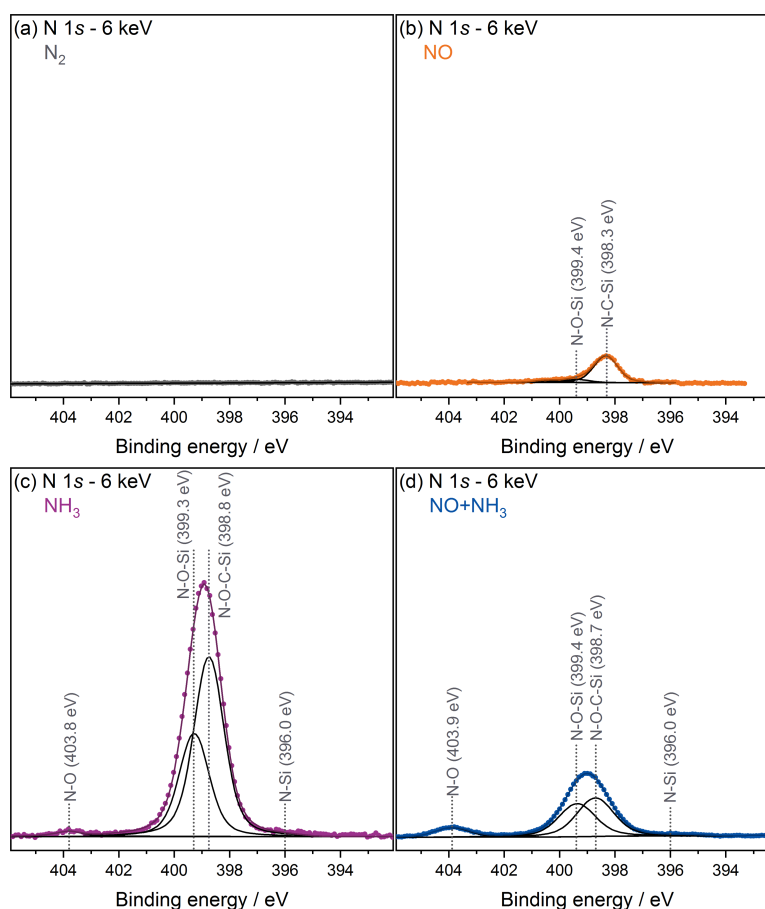 (a) N 1s - 6 keV
N₂
404 402 400 398 396 394
Binding energy / eV
(b) N 1s - 6 keV
NO
N-O-Si (399.4 eV)
N-C-Si (398.3 eV)
404 402 400 398 396 394
Binding energy / eV
(c) N 1s - 6 keV
NH₃
N-O (403.8 eV)
N-O-Si (399.3 eV)
N-O-C-Si (398.8 eV)
N-Si (396.0 eV)
404 402 400 398 396 394
Binding energy / eV
(d) N 1s - 6 keV
NO+NH₃
N-O (403.9 eV)
N-O-Si (399.4 eV)
N-O-C-Si (398.7 eV)
N-Si (396.0 eV)
404 402 400 398 396 394
Binding energy / eV